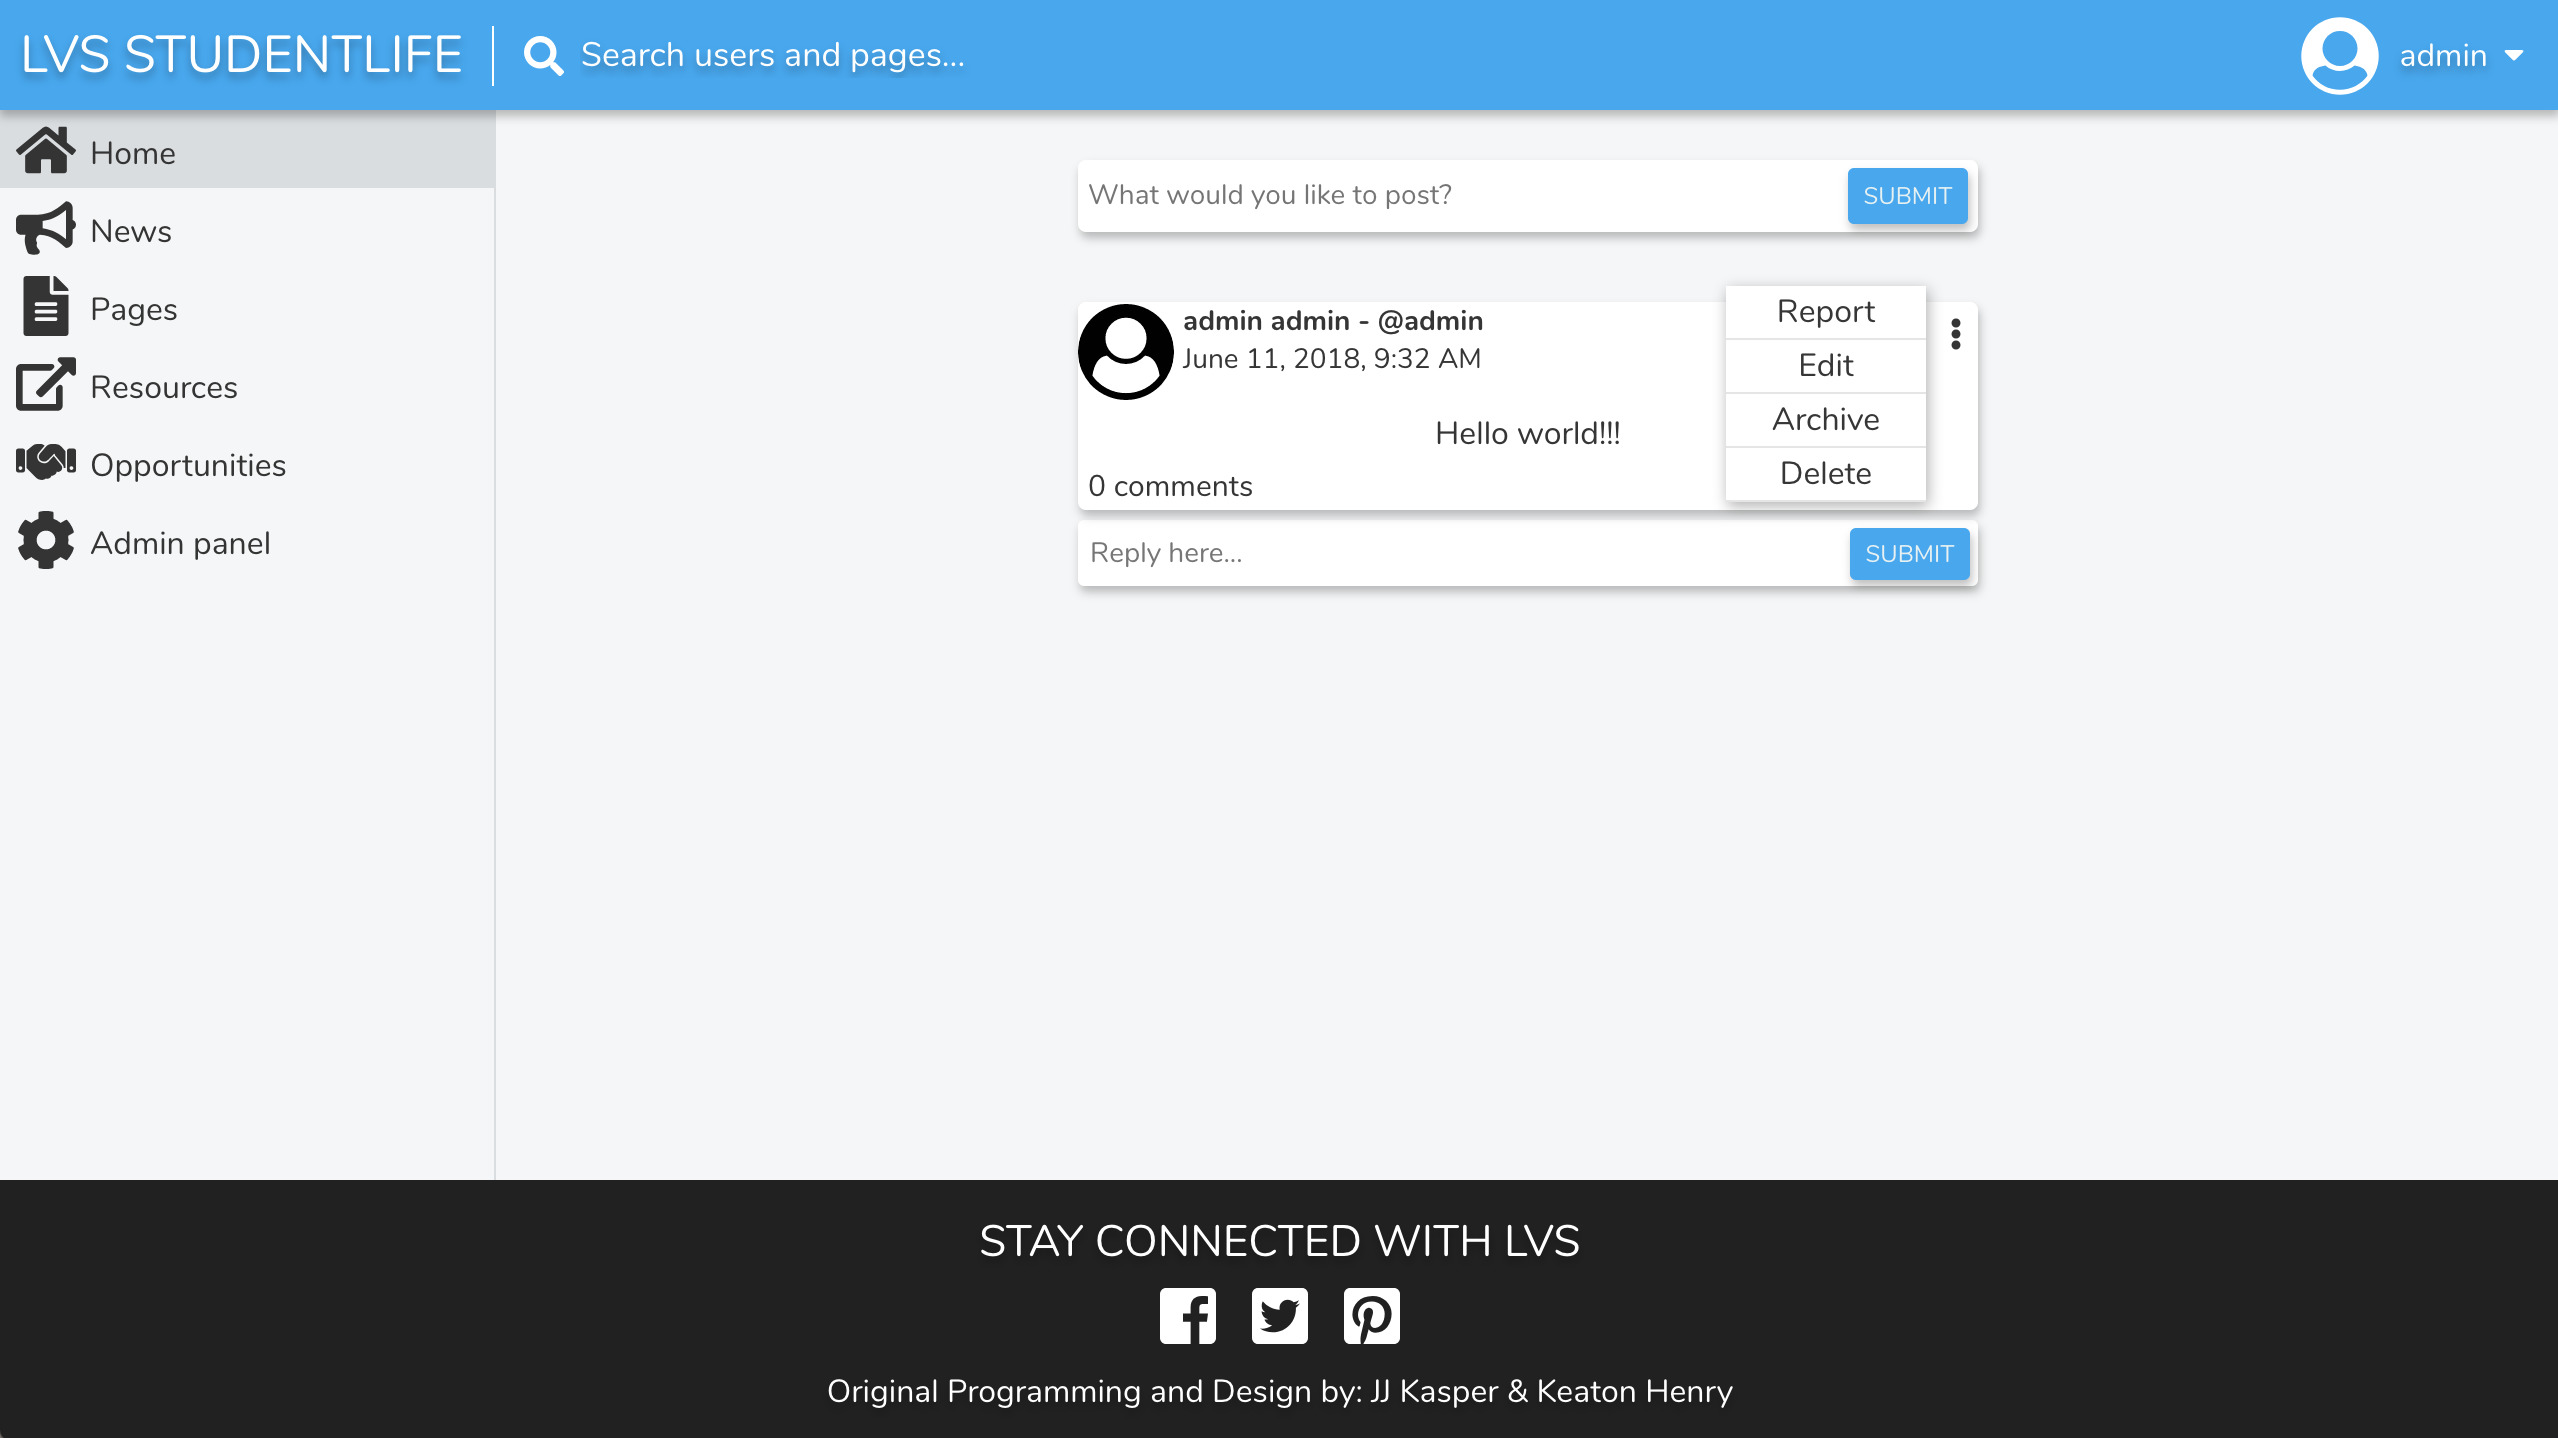 LVS STUDENTLIFE
Search users and pages...
admin
Home
News
Pages
Resources
Opportunities
Admin panel
What would you like to post?
SUBMIT
admin admin - @admin
June 11, 2018, 9:32 AM
Hello world!!!
0 comments
Report
Edit
Archive
Delete
Reply here...
SUBMIT
STAY CONNECTED WITH LVS
Original Programming and Design by: JJ Kasper & Keaton Henry